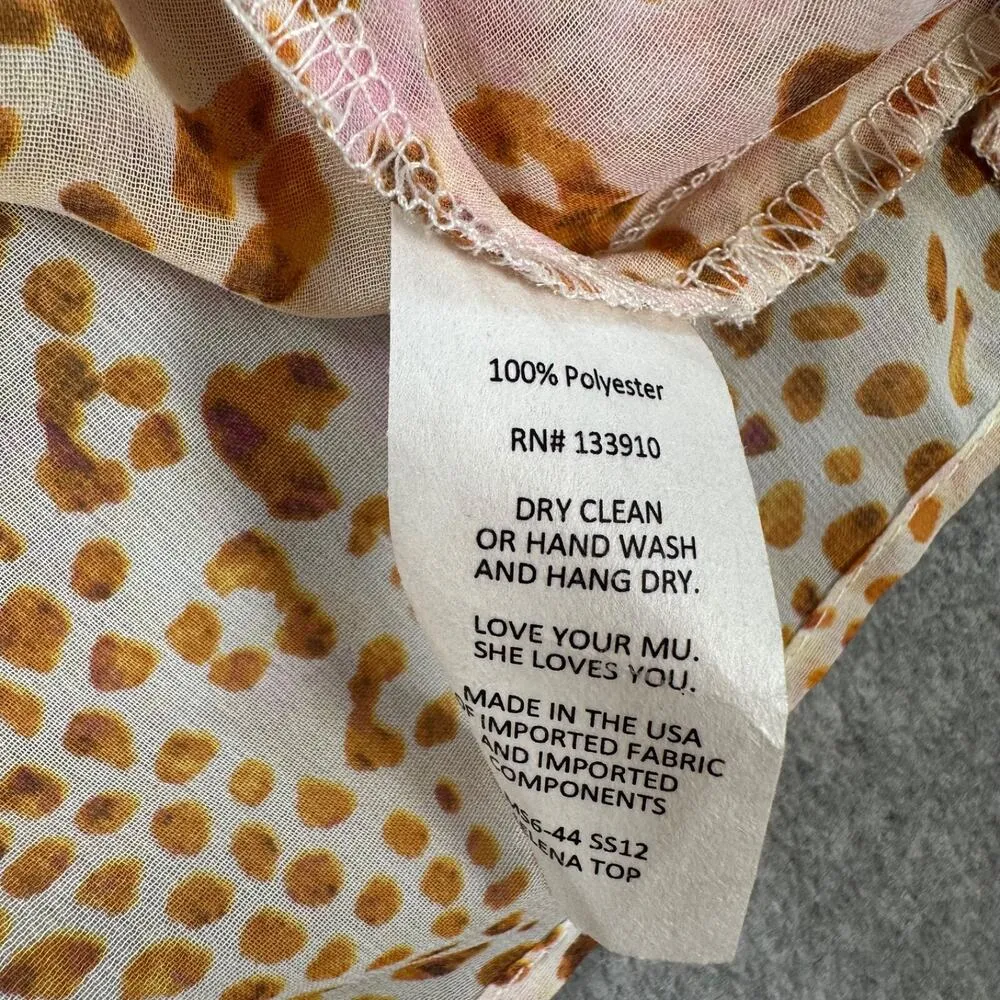 100% Polyester
RN# 133910
DRY CLEAN
OR HAND WASH
AND HANG DRY.
LOVE YOUR MU.
SHE LOVES YOU.
MADE IN THE USA
OF IMPORTED FABRIC
AND IMPORTED
COMPONENTS
SS12
TOP